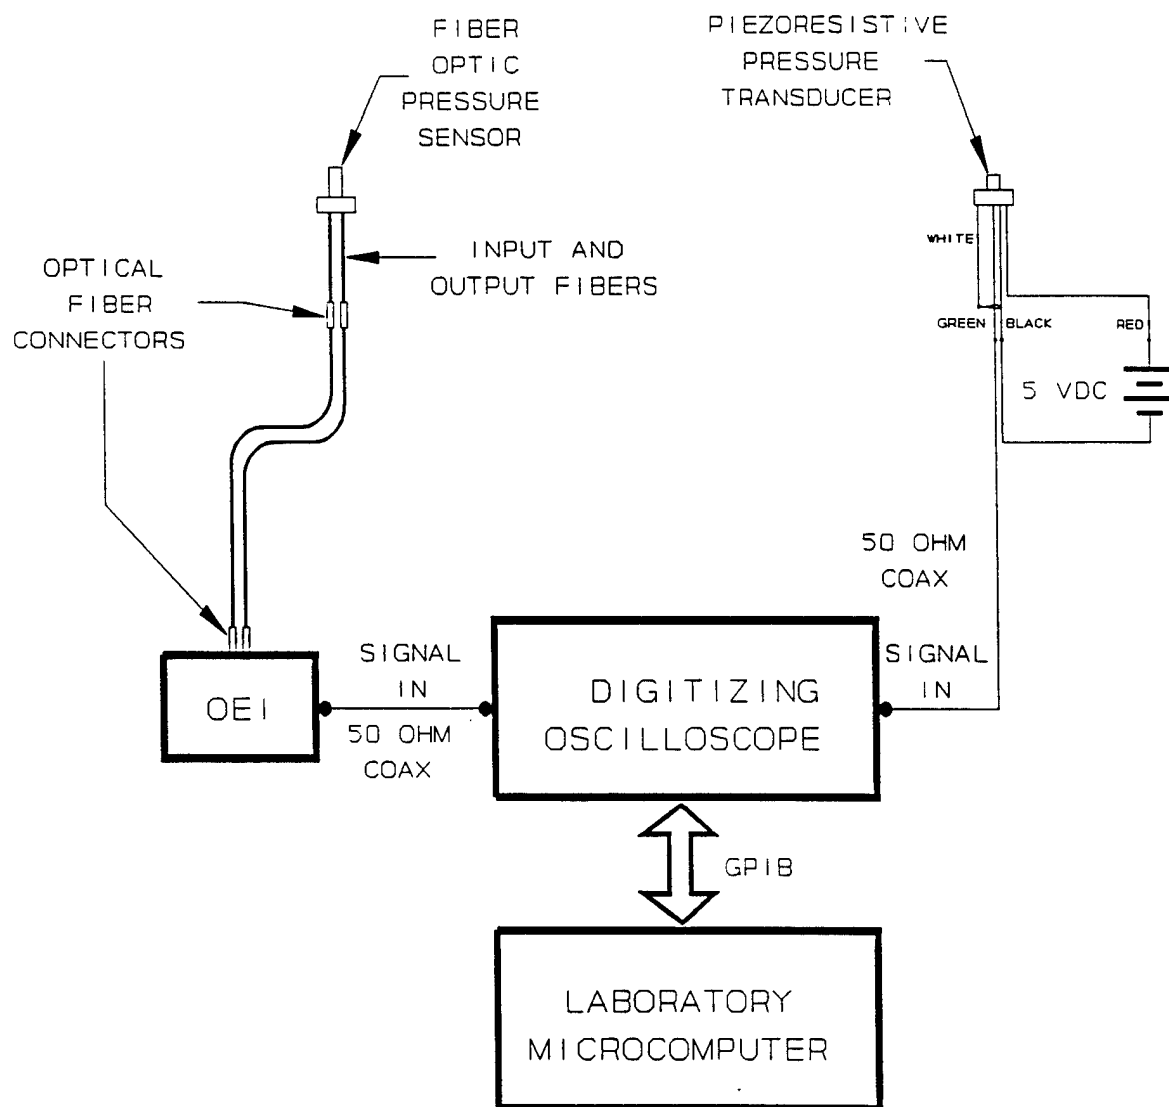 FIBER
OPTIC
PRESSURE
SENSOR
PIEZORESISTIVE
PRESSURE
TRANSDUCER
WHITE
INPUT AND
OUTPUT FIBERS
OPTICAL
FIBER
CONNECTORS
GREEN
BLACK
RED
5 VDC
50 OHM
COAX
SIGNAL
IN
50 OHM
COAX
OEI
DIGITIZING
OSCILLOSCOPE
SIGNAL
IN
GPIB
LABORATORY
MICROCOMPUTER